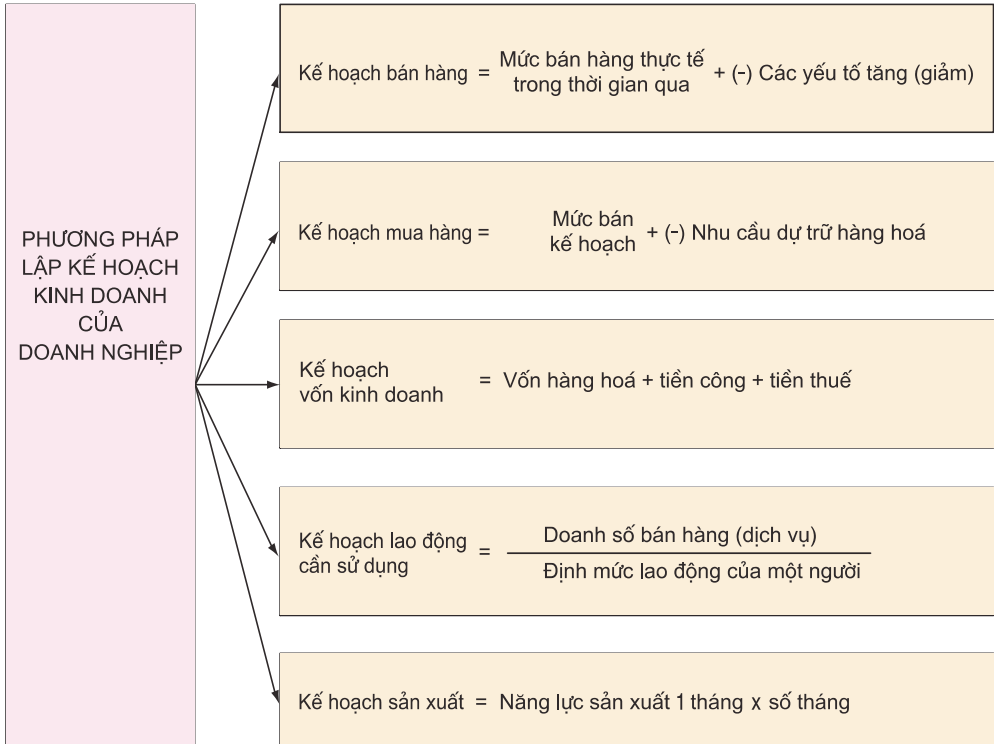 PHƯƠNG PHÁP
LẬP KẾ HOẠCH
KINH DOANH
CỦA
DOANH NGHIỆP
Kế hoạch bán hàng = Mức bán hàng thực tế
trong thời gian qua + (-) Các yếu tố tăng (giảm)
Kế hoạch mua hàng = Mức bán
kế hoạch + (-) Nhu cầu dự trữ hàng hoá
Kế hoạch
vốn kinh doanh = Vốn hàng hoá + tiền công + tiền thuế
Kế hoạch lao động
cần sử dụng = Doanh số bán hàng (dịch vụ)
Định mức lao động của một người
Kế hoạch sản xuất = Năng lực sản xuất 1 tháng x số tháng